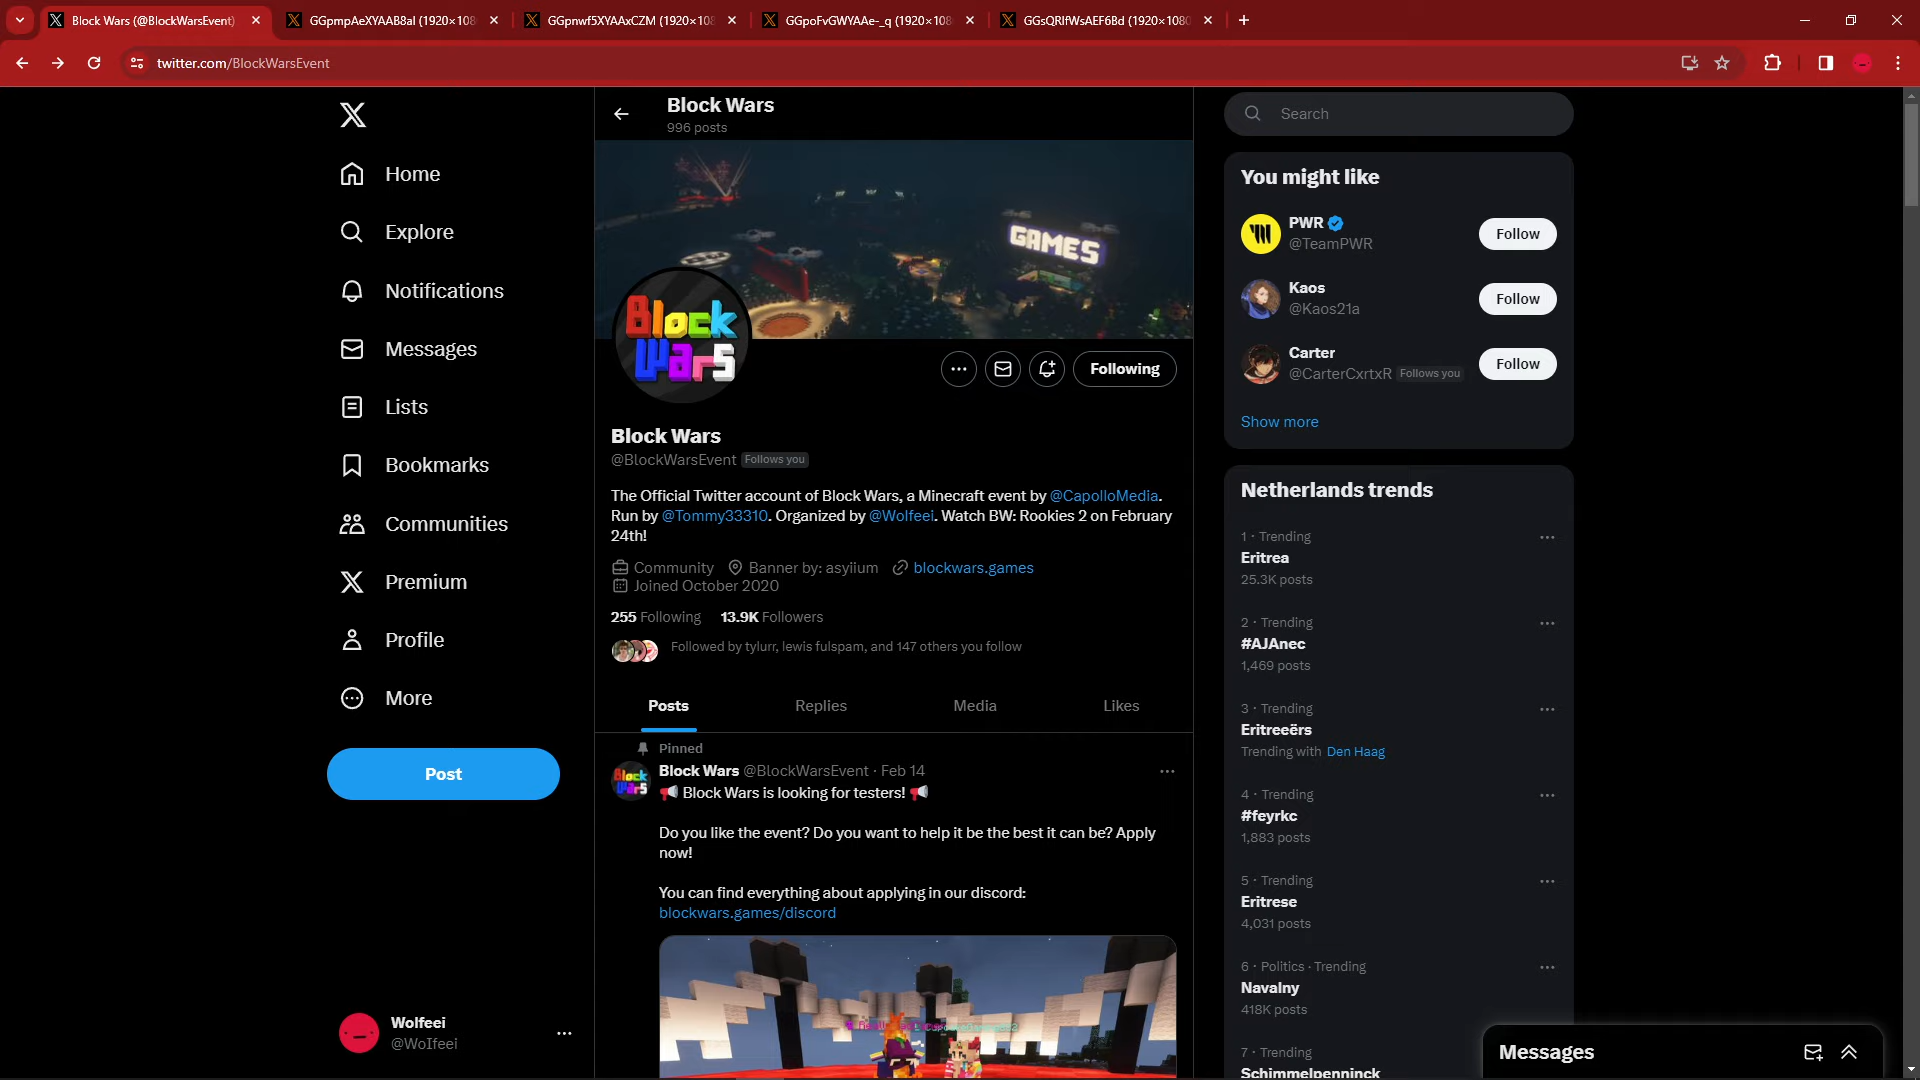 Block Wars (@BlockWarsEvent)
GGpmpAeXYAAB8aI (1920×108
GGpnwf5XYAAxCZM (1920×108
GGpoFvGWYAAe-_q (1920×108
GGsQRIfWsAEF6Bd (1920×1080
twitter.com/BlockWarsEvent
Home
Explore
Notifications
Messages
Lists
Bookmarks
Communities
Premium
Profile
More
Post
Wolfeei
@WoIfeei
Block Wars
996 posts
GAMES
Block
Wars
Following
Block Wars
@BlockWarsEvent Follows you
The Official Twitter account of Block Wars, a Minecraft event by @CapolloMedia.
Run by @Tommy33310. Organized by @Wolfeei. Watch BW: Rookies 2 on February
24th!
Community Banner by: asyiium blockwars.games
Joined October 2020
255 Following 13.9K Followers
Followed by tylurr, lewis fulspam, and 147 others you follow
Posts Replies Media Likes
Pinned
Block Wars @BlockWarsEvent · Feb 14
Block Wars is looking for testers!
Do you like the event? Do you want to help it be the best it can be? Apply
now!
You can find everything about applying in our discord:
blockwars.games/discord
Block
Wars
Search
You might like
PWR
@TeamPWR
Follow
Kaos
@Kaos21a
Follow
Carter
@CarterCxrtxR Follows you
Follow
Show more
Netherlands trends
1 · Trending
Eritrea
25.3K posts
2 · Trending
#AJAnec
1,469 posts
3 · Trending
Eritreeërs
Trending with Den Haag
4 · Trending
#feyrkc
1,883 posts
5 · Trending
Eritrese
4,031 posts
6 · Politics · Trending
Navalny
418K posts
7 · Trending
Schimmelpenninck
Messages